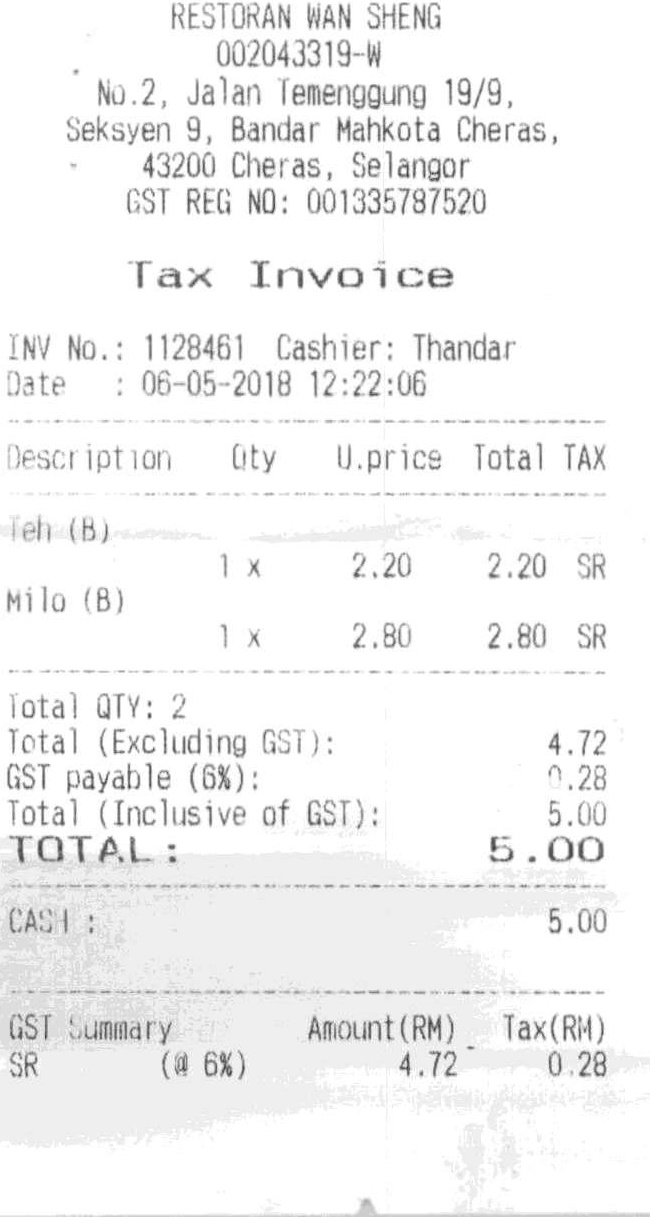 RESTORAN WAN SHENG
002043319-W
No.2, Jalan Temenggung 19/9,
Seksyen 9, Bandar Mahkota Cheras,
43200 Cheras, Selangor
GST REG NO: 001335787520
Tax Invoice
INV No.: 1128461 Cashier: Thandar
Date : 06-05-2018 12:22:06
Description Qty U.price Total TAX
Teh (B)
1 x 2.20 2.20 SR
Milo (B)
1 x 2.80 2.80 SR
Total QTY: 2
Total (Excluding GST): 4.72
GST payable (6%): 0.28
Total (Inclusive of GST): 5.00
TOTAL: 5.00
CASH : 5.00
GST Summary Amount(RM) Tax(RM)
SR (@ 6%) 4.72 0.28